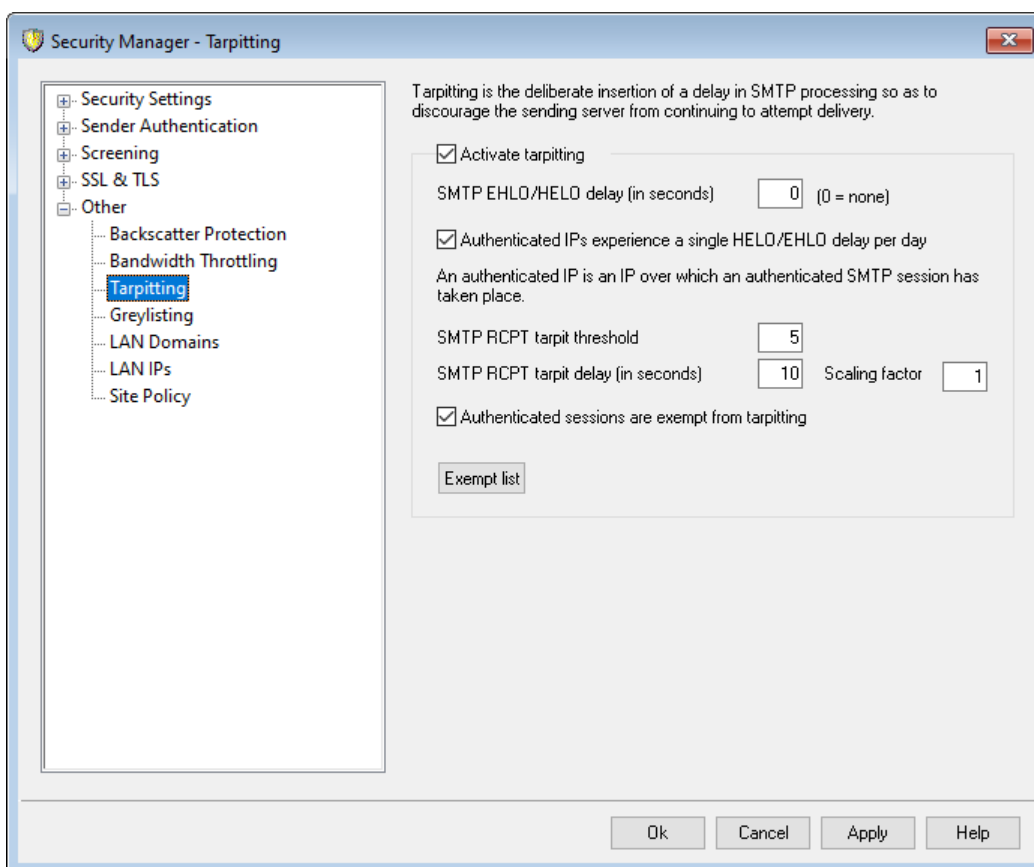 Security Manager - Tarpitting
Security Settings
Sender Authentication
Screening
SSL & TLS
Other
Backscatter Protection
Bandwidth Throttling
Tarpitting
Greylisting
LAN Domains
LAN IPs
Site Policy
Tarpitting is the deliberate insertion of a delay in SMTP processing so as to
discourage the sending server from continuing to attempt delivery.
Activate tarpitting
SMTP EHLO/HELO delay (in seconds) 0 (0 = none)
Authenticated IPs experience a single HELO/EHLO delay per day
An authenticated IP is an IP over which an authenticated SMTP session has
taken place.
SMTP RCPT tarpit threshold 5
SMTP RCPT tarpit delay (in seconds) 10 Scaling factor 1
Authenticated sessions are exempt from tarpitting
Exempt list
Ok Cancel Apply Help